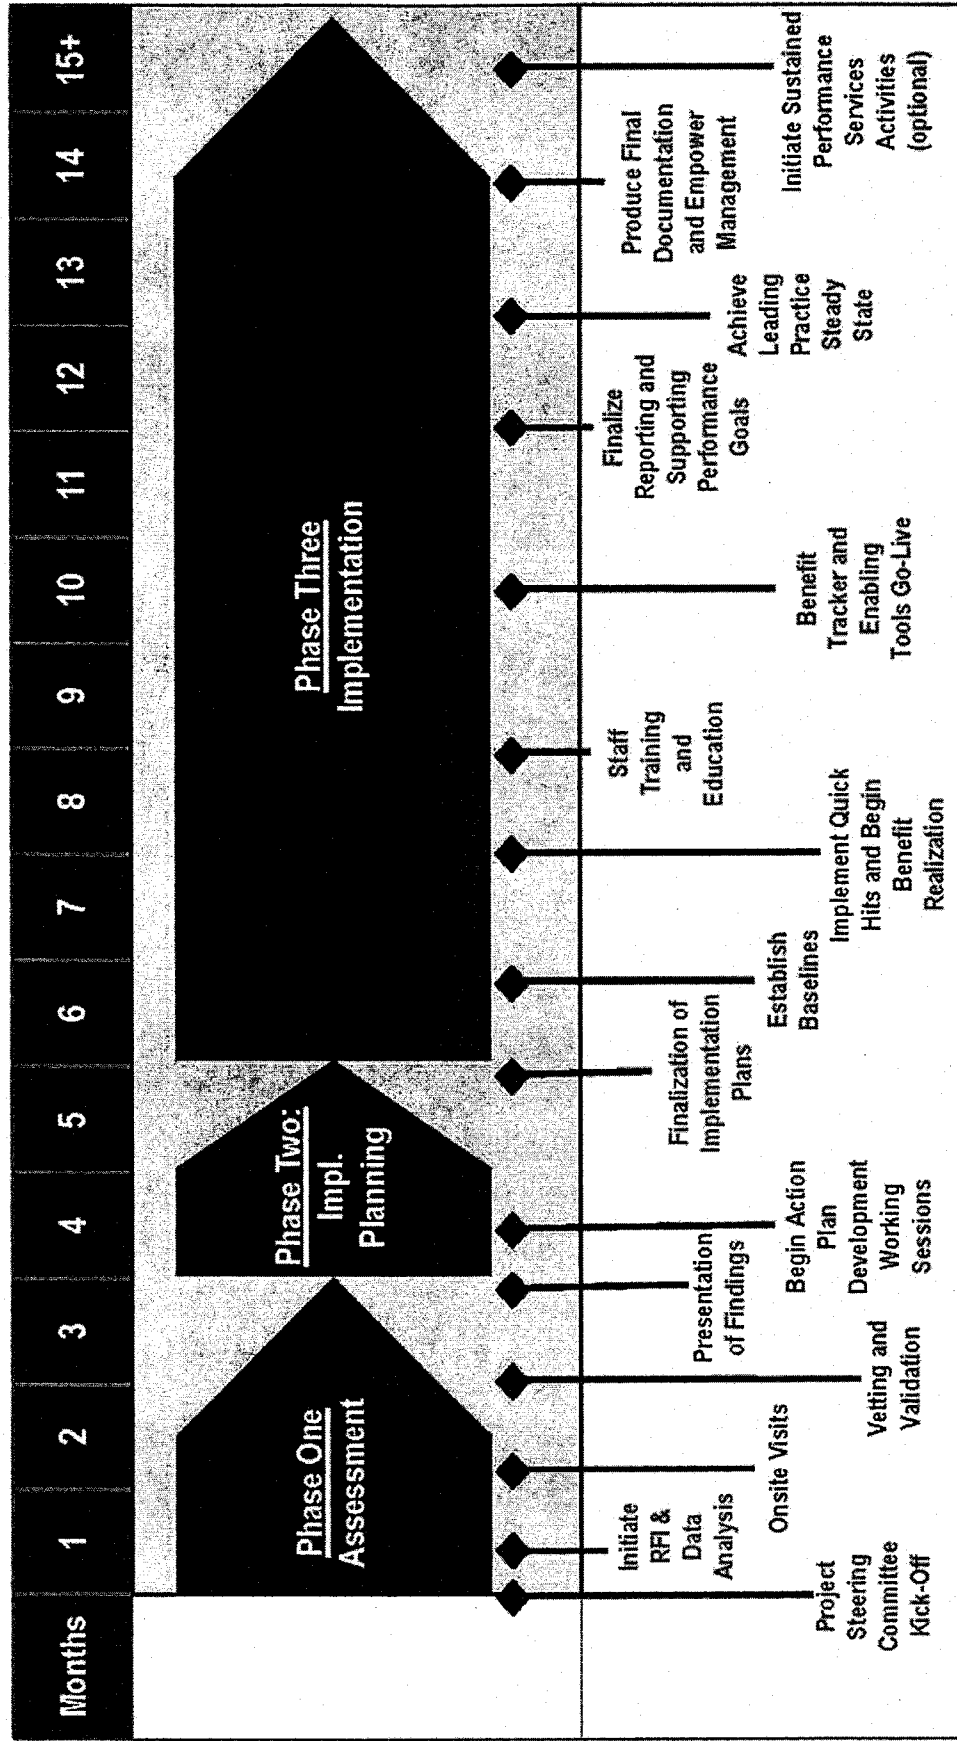 Months
1
2
3
4
5
6
7
8
9
10
11
12
13
14
15+
Phase One
Assessment
Phase Two:
Impl.
Planning
Phase Three
Implementation
Project
Steering
Committee
Kick-Off
Initiate
RFI &
Data
Analysis
Onsite Visits
Vetting and
Validation
Presentation
of Findings
Begin Action
Plan
Development
Working
Sessions
Finalization of
Implementation
Plans
Establish
Baselines
Implement Quick
Hits and Begin
Benefit
Realization
Staff
Training
and
Education
Benefit
Tracker and
Enabling
Tools Go-Live
Finalize
Reporting and
Supporting
Performance
Goals
Achieve
Leading
Practice
Steady
State
Produce Final
Documentation
and Empower
Management
Initiate Sustained
Performance
Services
Activities
(optional)